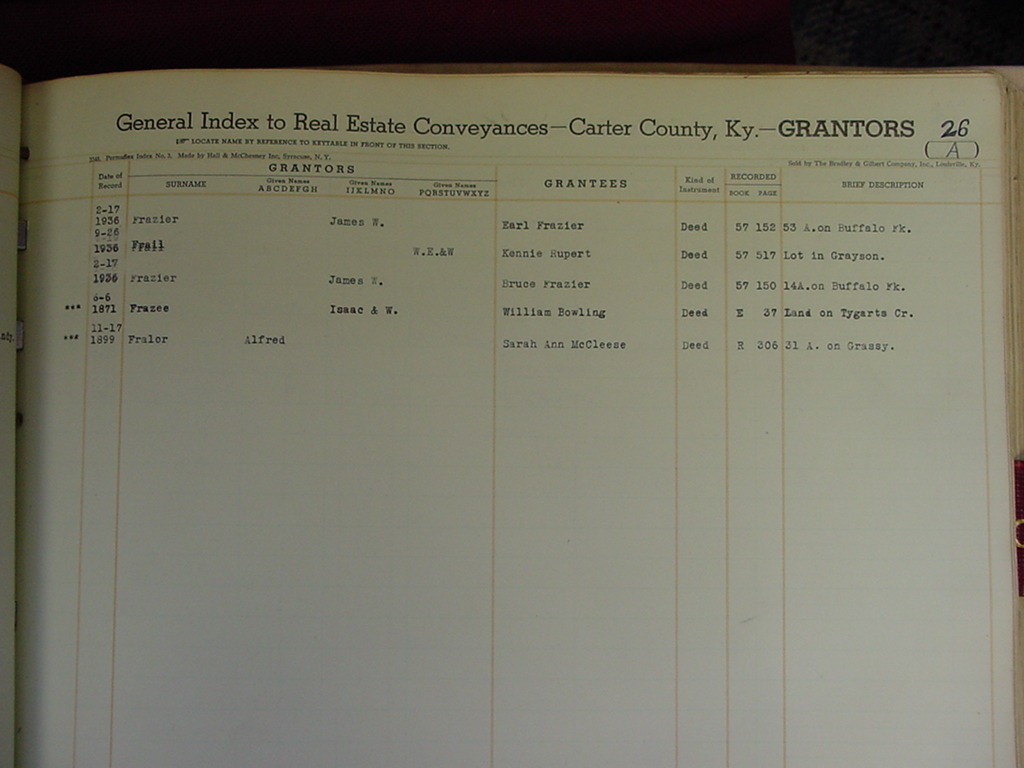 General Index to Real Estate Conveyances—Carter County, Ky.—GRANTORS 26
LOCATE NAME BY REFERENCE TO KEYTABLE IN FRONT OF THIS SECTION. (A)
Index No. 1. Made by Hall & McChesney Inc, Syracuse, N. Y. Sold by The Bradley & Gilbert Company, Inc., Louisville, Ky.
Date of Record GRANTORS GRANTEES Kind of Instrument RECORDED BRIEF DESCRIPTION
SURNAME Given Names ABCDEFGH Given Names IJKLMNO Given Names PQRSTUVWXYZ BOOK PAGE
2-17
1936 Frazier James W. Earl Frazier Deed 57 152 53 A.on Buffalo Fk.
9-26
1936 Frail W.E.&W Kennie Rupert Deed 57 517 Lot in Grayson.
2-17
1936 Frazier James W. Bruce Frazier Deed 57 150 14A.on Buffalo Fk.
6-6
*** 1871 Frazee Isaac & W. William Bowling Deed E 37 Land on Tygarts Cr.
11-17
*** 1899 Fralor Alfred Sarah Ann McCleese Deed R 306 31 A. on Grassy.